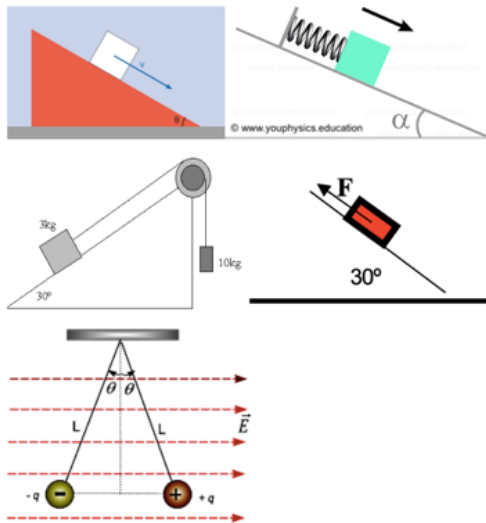 v
θ
© www.youphysics.education
α
3kg
30º
10kg
F
30º
θ θ
L L
E
- q - + + q